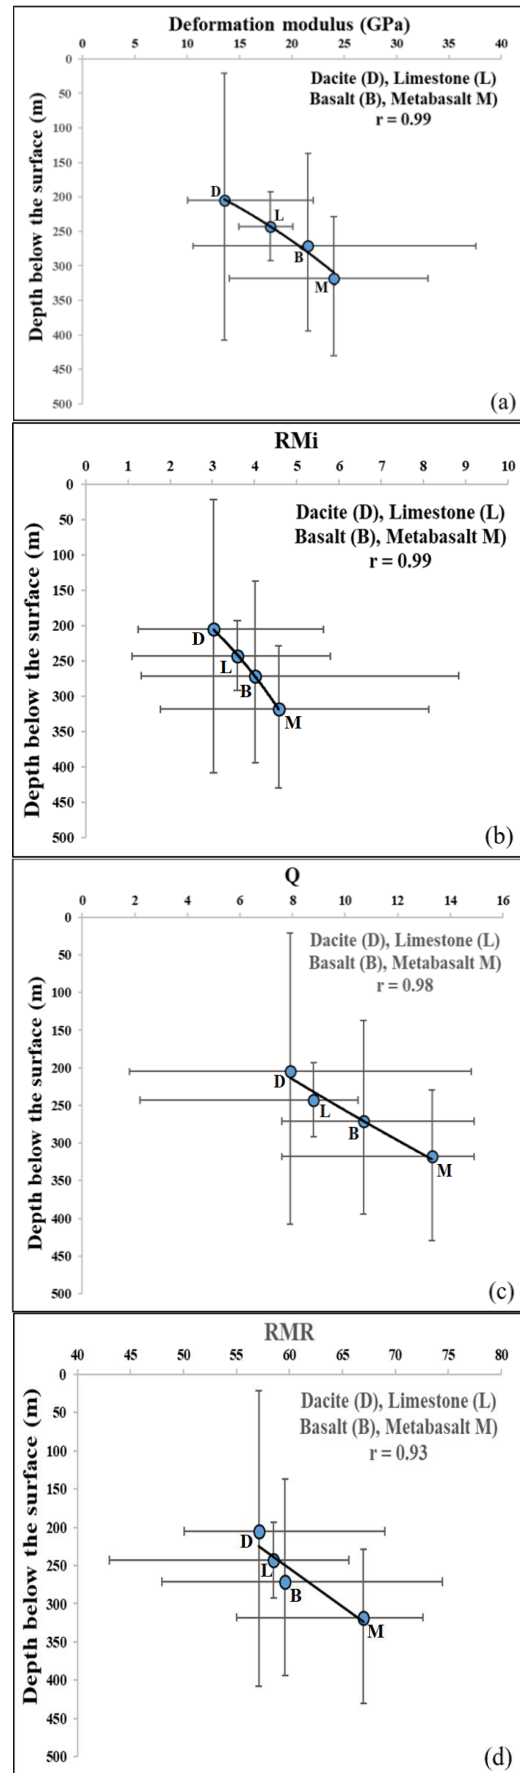 Deformation modulus (GPa)
0 5 10 15 20 25 30 35 40
Depth below the surface (m)
0
50
100
150
200
250
300
350
400
450
500
Dacite (D), Limestone (L)
Basalt (B), Metabasalt M)
r = 0.99
D
L
B
M
(a)
RMi
0 1 2 3 4 5 6 7 8 9 10
Depth below the surface (m)
0
50
100
150
200
250
300
350
400
450
500
Dacite (D), Limestone (L)
Basalt (B), Metabasalt M)
r = 0.99
D
L
B
M
(b)
Q
0 2 4 6 8 10 12 14 16
Depth below the surface (m)
0
50
100
150
200
250
300
350
400
450
500
Dacite (D), Limestone (L)
Basalt (B), Metabasalt M)
r = 0.98
D
L
B
M
(c)
RMR
40 45 50 55 60 65 70 75 80
Depth below the surface (m)
0
50
100
150
200
250
300
350
400
450
500
Dacite (D), Limestone (L)
Basalt (B), Metabasalt M)
r = 0.93
D
L
B
M
(d)